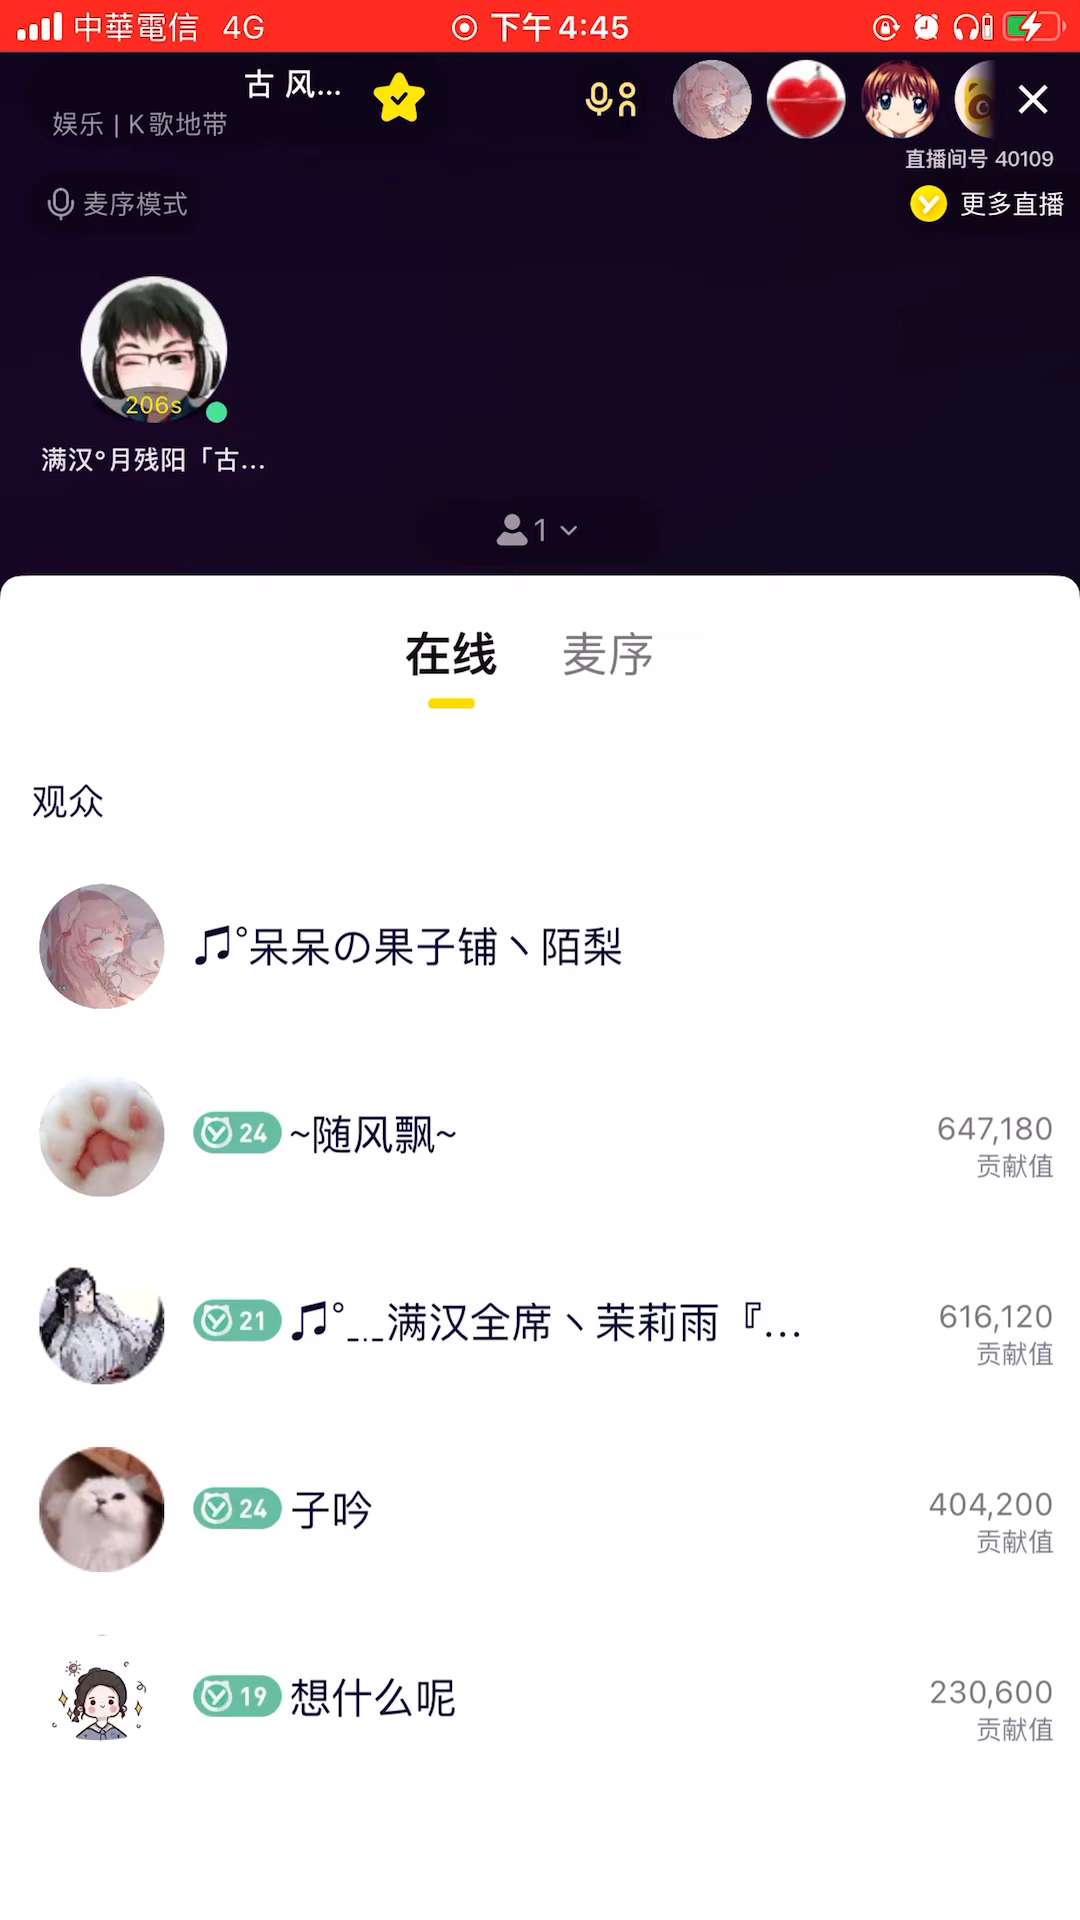 中華電信 4G 下午4:45
古 风...
娱乐 | K歌地带
直播间号 40109
麦序模式
更多直播
206s
满汉°月残阳「古...
1
在线 麦序
观众
♫°呆呆の果子铺丶陌梨
24 ~随风飘~ 647,180
贡献值
21 ♫°_._满汉全席丶茉莉雨『... 616,120
贡献值
24 子吟 404,200
贡献值
19 想什么呢 230,600
贡献值